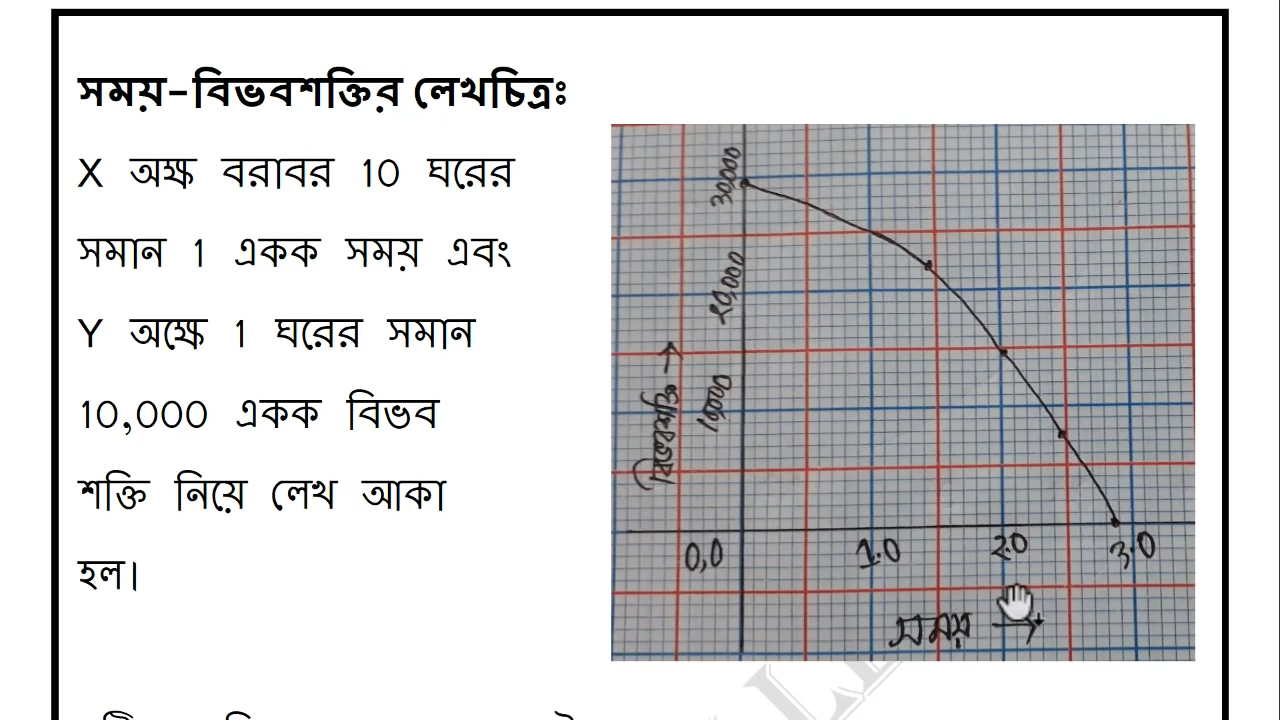 সময়-বিভবশক্তির লেখচিত্রঃ
X অক্ষ বরাবর 10 ঘরের
সমান 1 একক সময় এবং
Y অক্ষে 1 ঘরের সমান
10,000 একক বিভব
শক্তি নিয়ে লেখ আকা
হল।
30,000
20,000
10,000
বিভবশক্তি →
0,0 1.0 2.0 3.0
সময় →